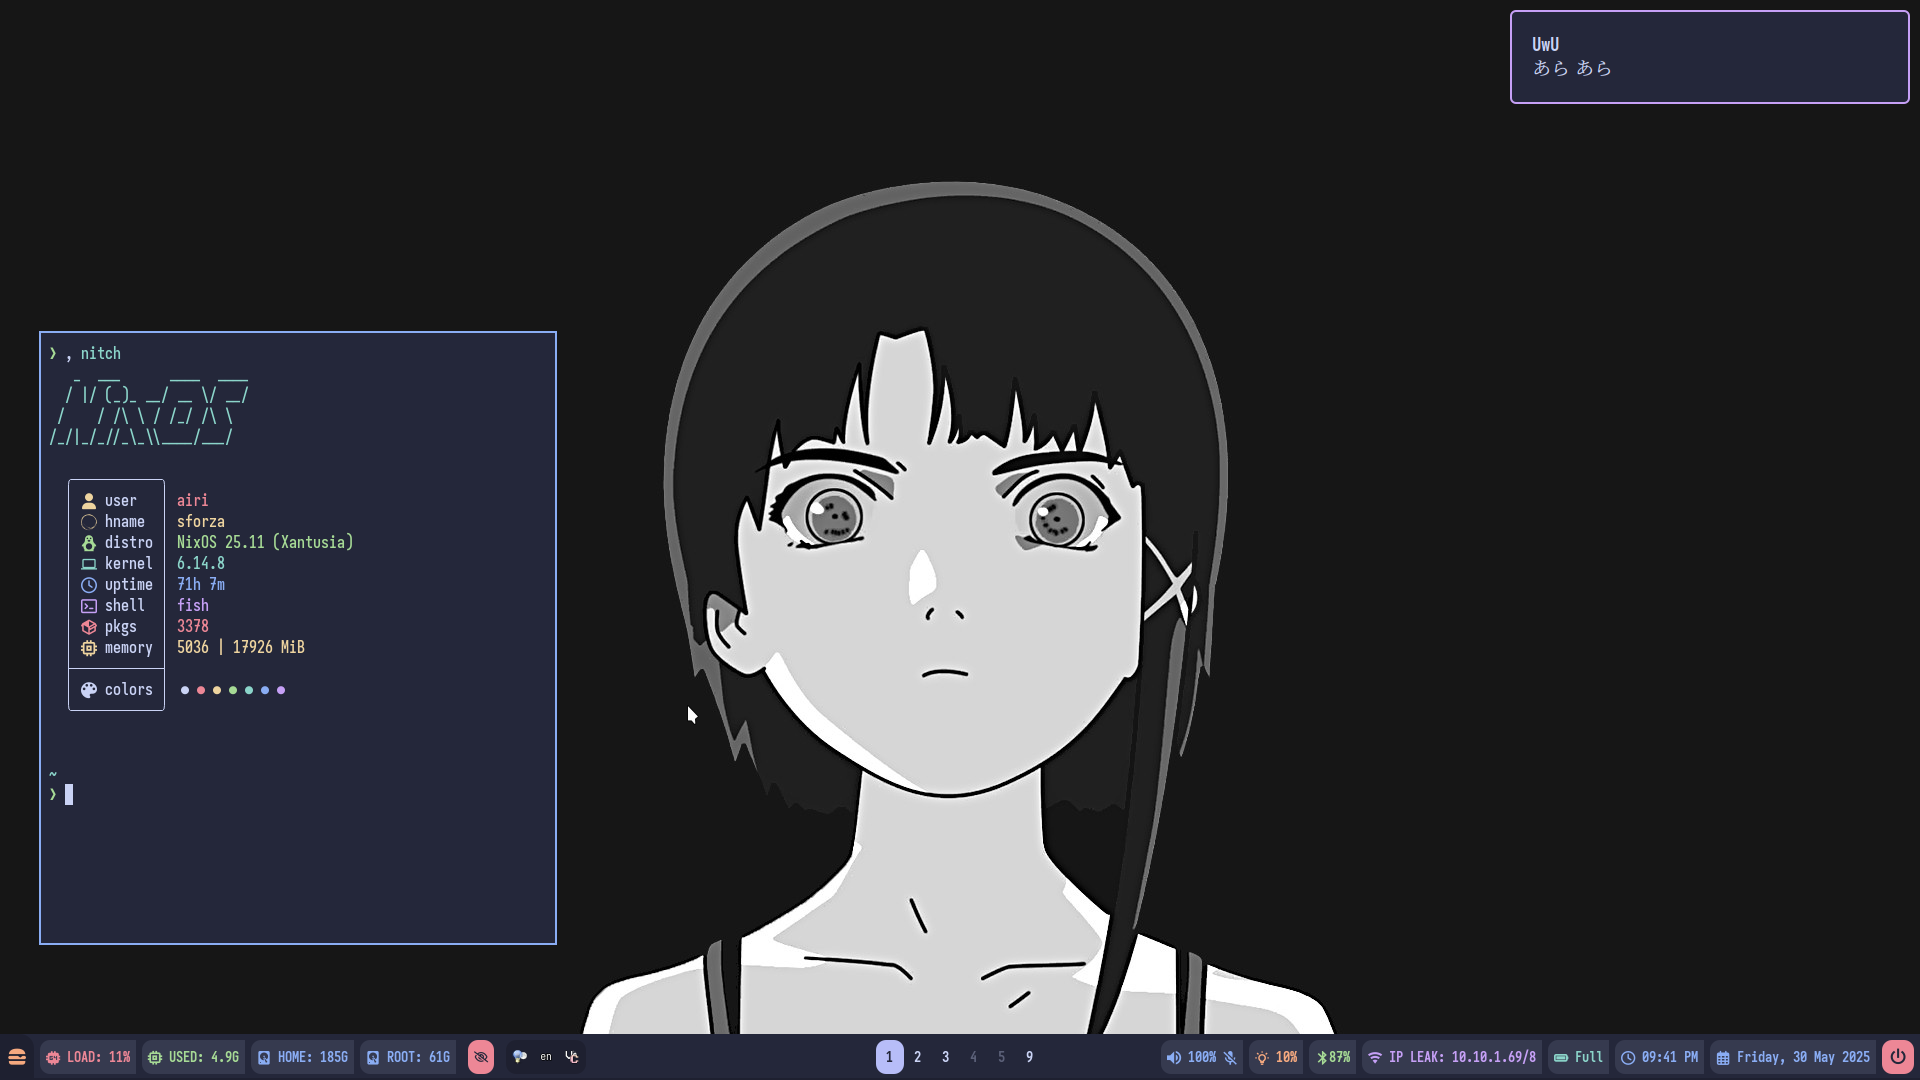 UwU
あら あら
❯ , nitch
   _  ___      ____  ____
  / |/ (_)_ __/ __ \/ __/
 /    / /\ \ / /_/ /\ \
/_/|_/_//_\_\\____/___/
user airi
hname sforza
distro NixOS 25.11 (Xantusia)
kernel 6.14.8
uptime 71h 7m
shell fish
pkgs 3378
memory 5036 | 17926 MiB
colors
~
❯
LOAD: 11% USED: 4.9G HOME: 185G ROOT: 61G en 1 2 3 4 5 9 100% 10% 87% IP LEAK: 10.10.1.69/8 Full 09:41 PM Friday, 30 May 2025